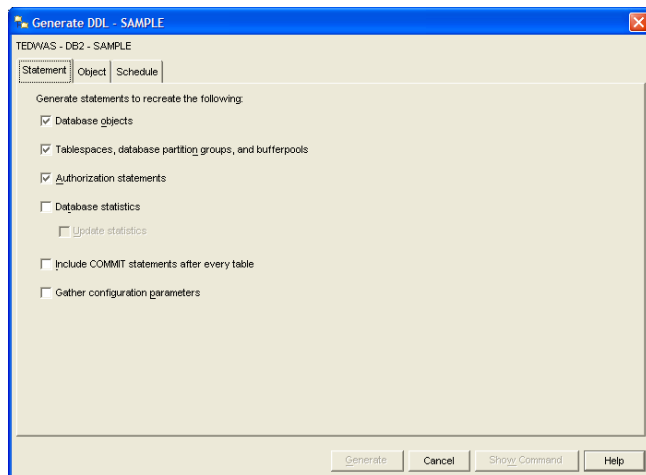 Generate DDL - SAMPLE
TEDWAS - DB2 - SAMPLE
Statement Object Schedule
Generate statements to recreate the following:
Database objects
Tablespaces, database partition groups, and bufferpools
Authorization statements
Database statistics
Update statistics
Include COMMIT statements after every table
Gather configuration parameters
Generate Cancel Show Command Help